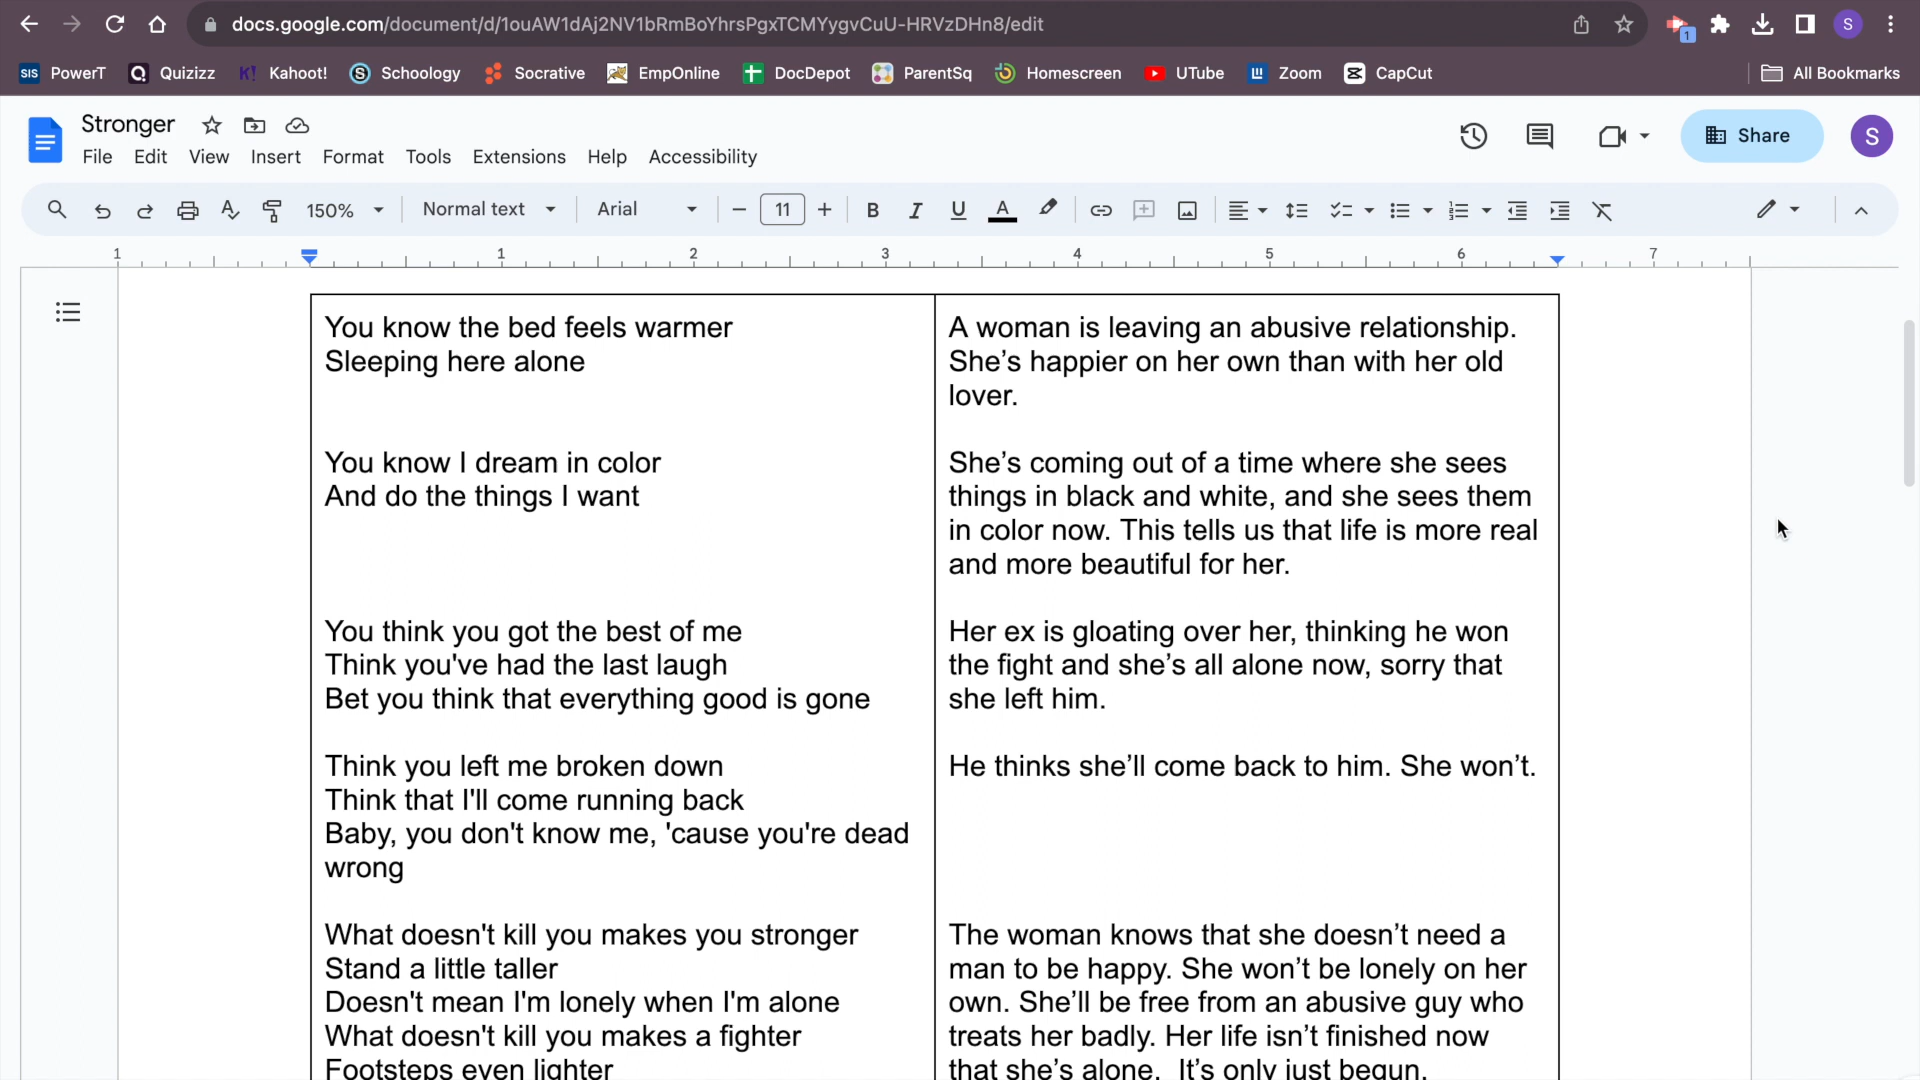 docs.google.com/document/d/1ouAW1dAj2NV1bRmBoYhrsPgxTCMYygvCuU-HRVzDHn8/edit
1
S
SIS PowerT Quizizz K! Kahoot! S Schoology Socrative EmpOnline DocDepot ParentSq Homescreen UTube Zoom CapCut All Bookmarks
Stronger
Share
S
File Edit View Insert Format Tools Extensions Help Accessibility
150% Normal text Arial 11 B I U A
1 1 2 3 4 5 6 7
You know the bed feels warmer
Sleeping here alone
You know I dream in color
And do the things I want
You think you got the best of me
Think you've had the last laugh
Bet you think that everything good is gone
Think you left me broken down
Think that I'll come running back
Baby, you don't know me, 'cause you're dead
wrong
What doesn't kill you makes you stronger
Stand a little taller
Doesn't mean I'm lonely when I'm alone
What doesn't kill you makes a fighter
Footsteps even lighter
A woman is leaving an abusive relationship.
She’s happier on her own than with her old
lover.
She’s coming out of a time where she sees
things in black and white, and she sees them
in color now. This tells us that life is more real
and more beautiful for her.
Her ex is gloating over her, thinking he won
the fight and she’s all alone now, sorry that
she left him.
He thinks she’ll come back to him. She won’t.
The woman knows that she doesn’t need a
man to be happy. She won’t be lonely on her
own. She’ll be free from an abusive guy who
treats her badly. Her life isn’t finished now
that she’s alone. It’s only just begun.